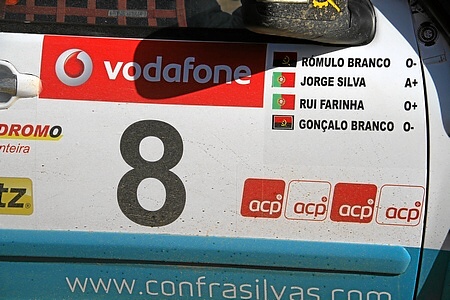 vodafone
RÓMULO BRANCO O-
JORGE SILVA A+
RUI FARINHA O+
GONÇALO BRANCO O-
DROMO
nteira
8
tz.
acp acp acp acp
www.confrasilvas.com